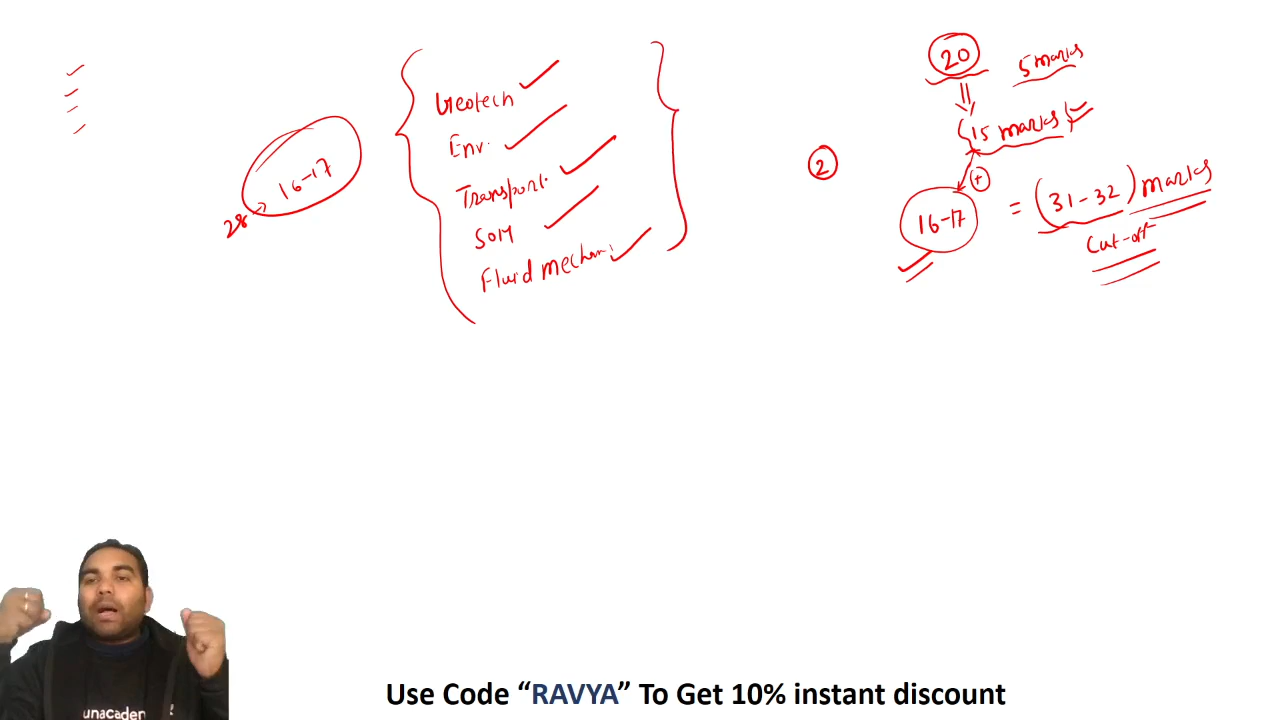 Geotech
Env.
Transport.
SOM
Fluid mechani
16-17
28
2
20
5 marks
15 marks
+
16-17
= (31-32) marks
Cut-off
unacadem
Use Code “RAVYA” To Get 10% instant discount